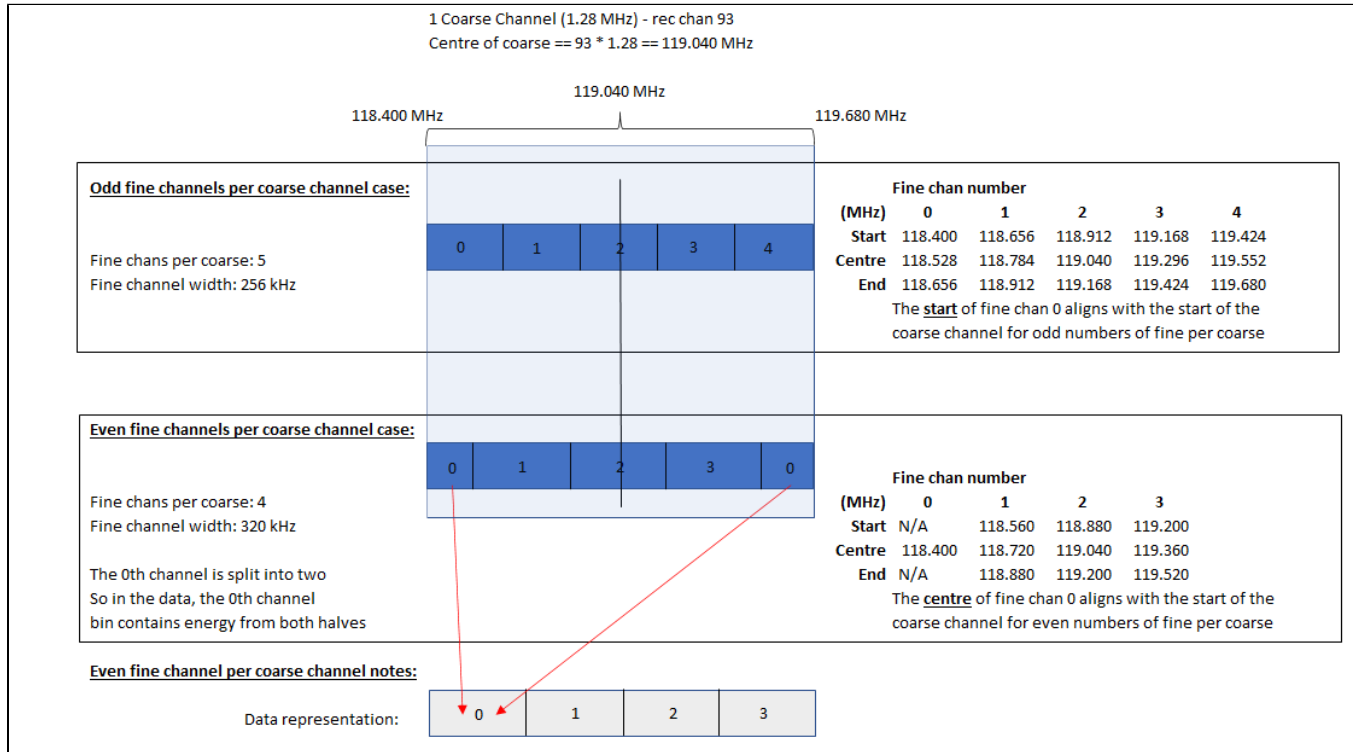 1 Coarse Channel (1.28 MHz) - rec chan 93
Centre of coarse == 93 * 1.28 == 119.040 MHz
119.040 MHz
118.400 MHz 119.680 MHz
Odd fine channels per coarse channel case:
Fine chans per coarse: 5
Fine channel width: 256 kHz
0 1 2 3 4
Fine chan number
(MHz) 0 1 2 3 4
Start 118.400 118.656 118.912 119.168 119.424
Centre 118.528 118.784 119.040 119.296 119.552
End 118.656 118.912 119.168 119.424 119.680
The start of fine chan 0 aligns with the start of the
coarse channel for odd numbers of fine per coarse
Even fine channels per coarse channel case:
Fine chans per coarse: 4
Fine channel width: 320 kHz
The 0th channel is split into two
So in the data, the 0th channel
bin contains energy from both halves
0 1 2 3 0
Fine chan number
(MHz) 0 1 2 3
Start N/A 118.560 118.880 119.200
Centre 118.400 118.720 119.040 119.360
End N/A 118.880 119.200 119.520
The centre of fine chan 0 aligns with the start of the
coarse channel for even numbers of fine per coarse
Even fine channel per coarse channel notes:
Data representation: 0 1 2 3